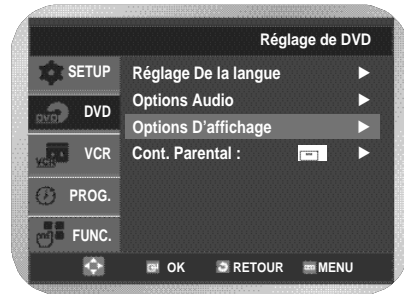 Réglage de DVD
SETUP
DVD
VCR
PROG.
FUNC.
Réglage De la langue
Options Audio
Options D’affichage
Cont. Parental :
OK RETOUR MENU